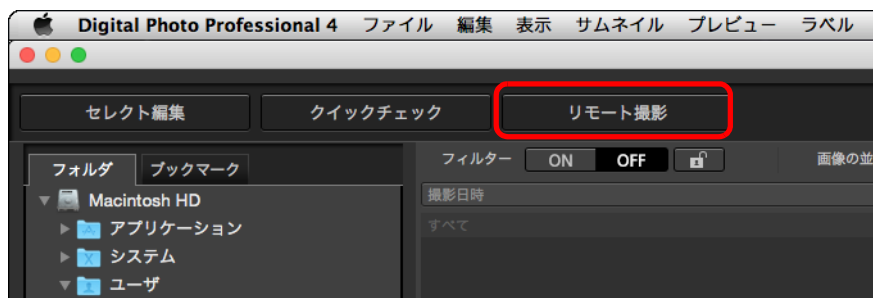 Digital Photo Professional 4 ファイル 編集 表示 サムネイル プレビュー ラベル
セレクト編集 クイックチェック リモート撮影
フォルダ ブックマーク
フィルター ON OFF 画像の並
Macintosh HD
撮影日時
アプリケーション
すべて
システム
ユーザ